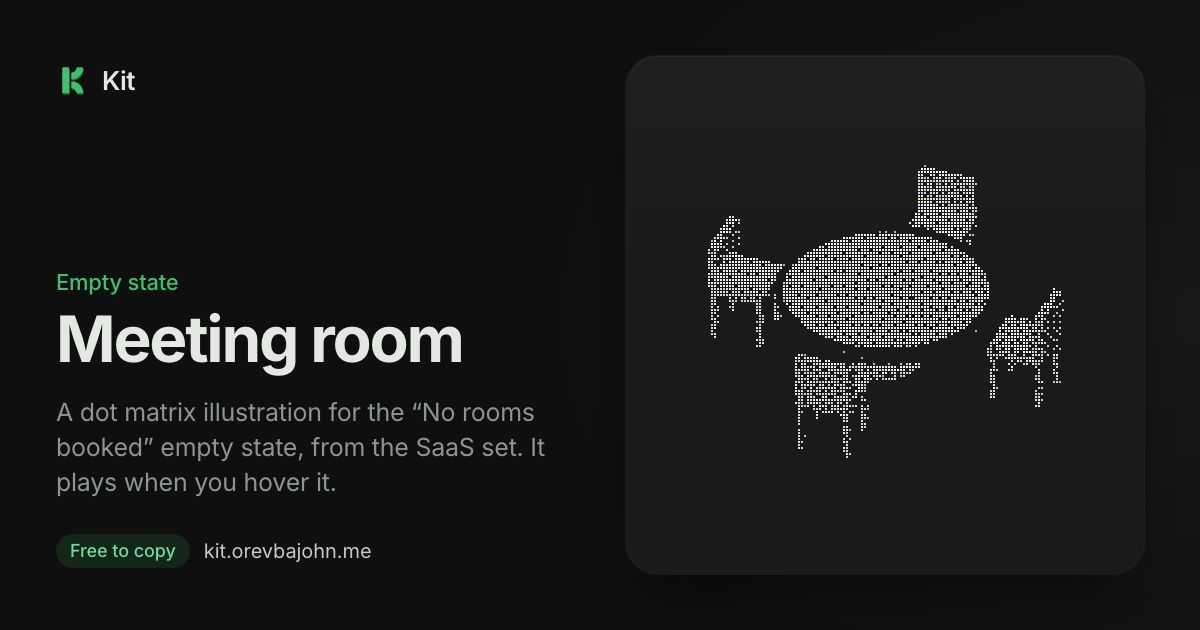 Kit
Empty state
Meeting room
A dot matrix illustration for the “No rooms
booked” empty state, from the SaaS set. It
plays when you hover it.
Free to copy
kit.orevbajohn.me